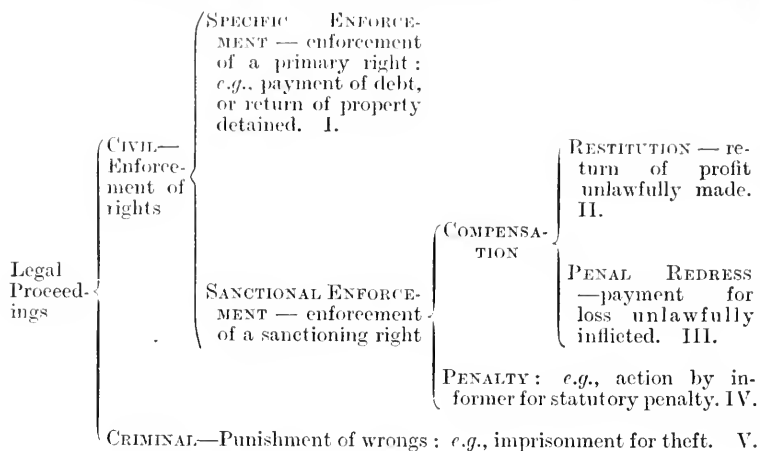 SPECIFIC ENFORCE-
MENT — enforcement
of a primary right :
e.g., payment of debt,
or return of property
detained. I.
CIVIL—
Enforce-
ment of
rights
RESTITUTION — re-
turn of profit
unlawfully made.
II.
COMPENSA-
TION
Legal
Proceed-
ings
SANCTIONAL ENFORCE-
MENT — enforcement
of a sanctioning right
PENAL REDRESS
—payment for
loss unlawfully
inflicted. III.
PENALTY : e.g., action by in-
former for statutory penalty. IV.
CRIMINAL—Punishment of wrongs : e.g., imprisonment for theft. V.